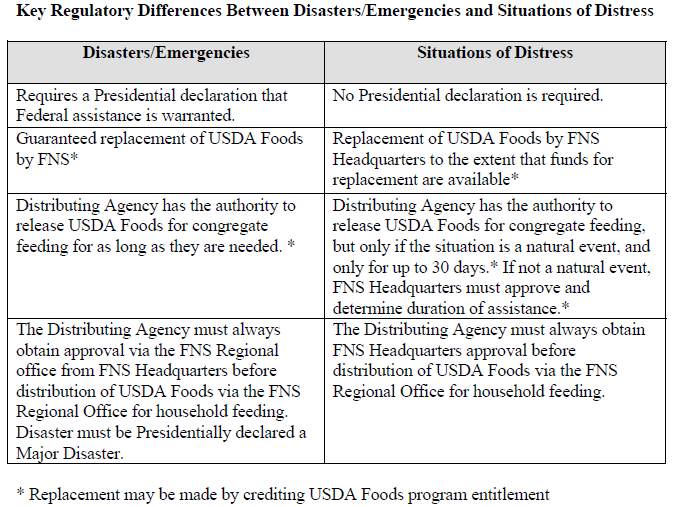 Key Regulatory Differences Between Disasters/Emergencies and Situations of Distress
Disasters/Emergencies
Situations of Distress
Requires a Presidential declaration that
Federal assistance is warranted.
No Presidential declaration is required.
Guaranteed replacement of USDA Foods
by FNS*
Replacement of USDA Foods by FNS
Headquarters to the extent that funds for
replacement are available*
Distributing Agency has the authority to
release USDA Foods for congregate
feeding for as long as they are needed. *
Distributing Agency has the authority to
release USDA Foods for congregate feeding,
but only if the situation is a natural event, and
only for up to 30 days.* If not a natural event,
FNS Headquarters must approve and
determine duration of assistance.*
The Distributing Agency must always
obtain approval via the FNS Regional
office from FNS Headquarters before
distribution of USDA Foods via the FNS
Regional Office for household feeding.
Disaster must be Presidentially declared a
Major Disaster.
The Distributing Agency must always obtain
FNS Headquarters approval before
distribution of USDA Foods via the FNS
Regional Office for household feeding.
* Replacement may be made by crediting USDA Foods program entitlement